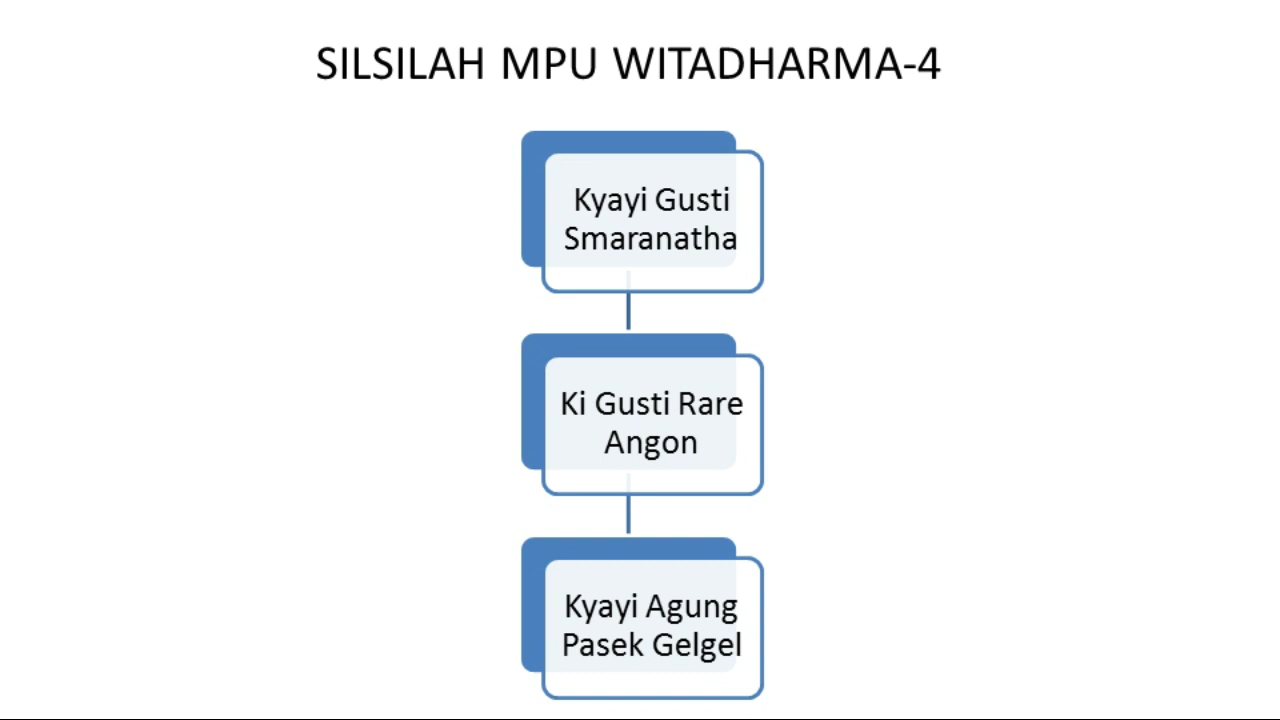 SILSILAH MPU WITADHARMA-4
Kyayi Gusti
Smaranatha
Ki Gusti Rare
Angon
Kyayi Agung
Pasek Gelgel